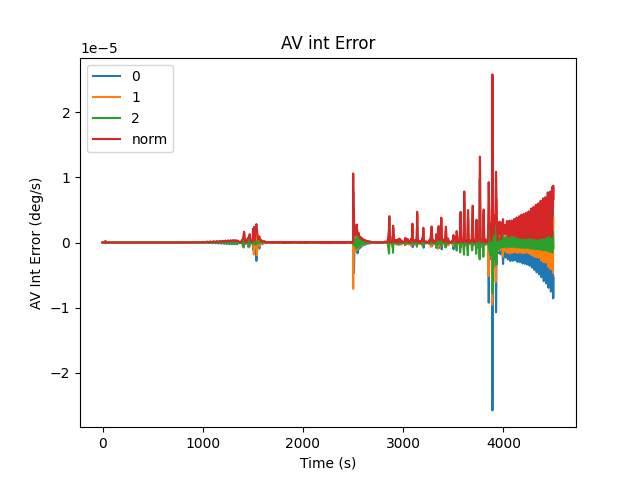 AV int Error
1e−5
0
1
2
norm
2
1
0
−1
−2
AV Int Error (deg/s)
0
1000
2000
3000
4000
Time (s)